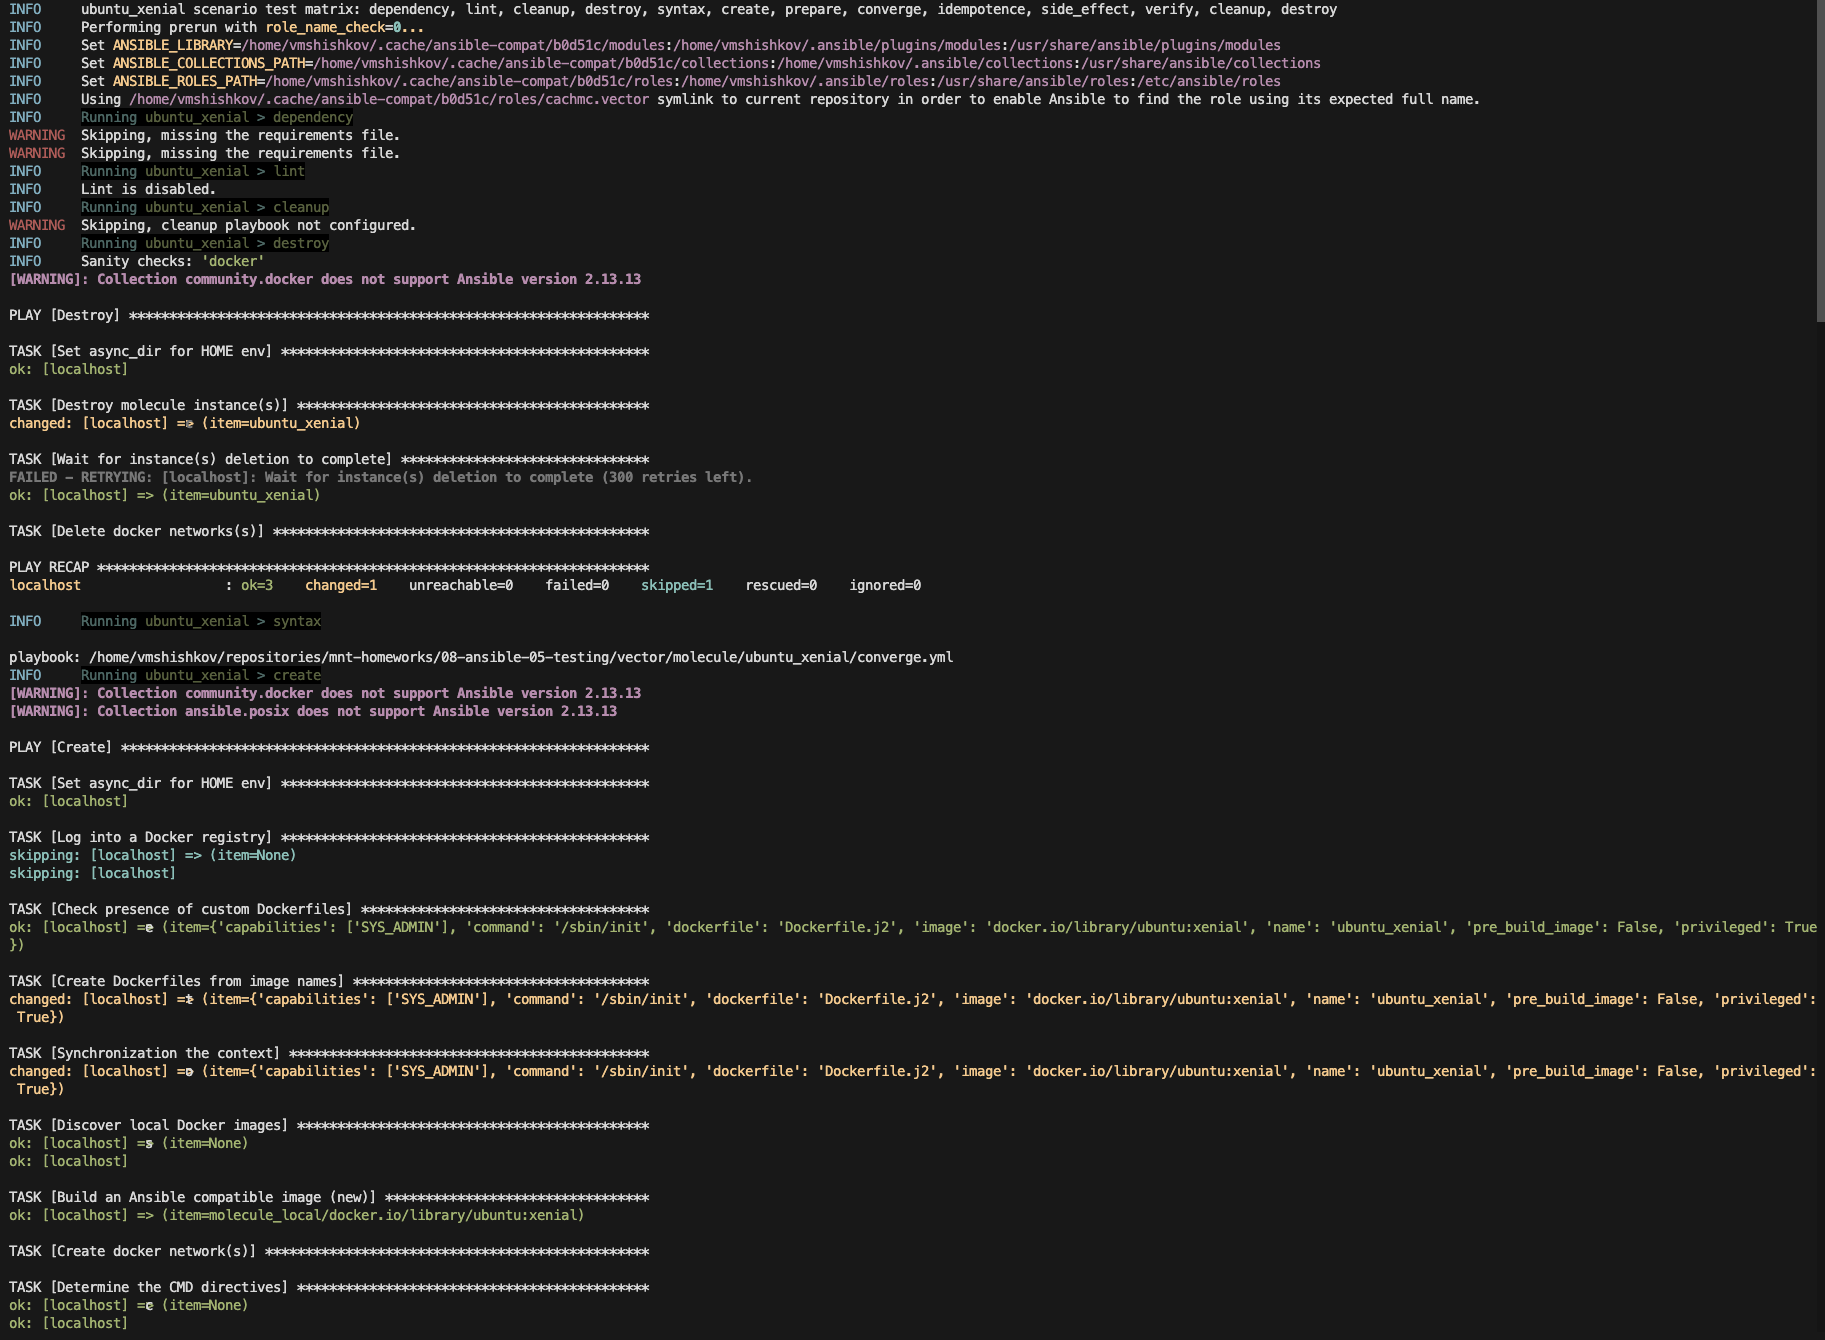 INFO     ubuntu_xenial scenario test matrix: dependency, lint, cleanup, destroy, syntax, create, prepare, converge, idempotence, side_effect, verify, cleanup, destroy
INFO     Performing prerun with role_name_check=0...
INFO     Set ANSIBLE_LIBRARY=/home/vmshishkov/.cache/ansible-compat/b0d51c/modules:/home/vmshishkov/.ansible/plugins/modules:/usr/share/ansible/plugins/modules
INFO     Set ANSIBLE_COLLECTIONS_PATH=/home/vmshishkov/.cache/ansible-compat/b0d51c/collections:/home/vmshishkov/.ansible/collections:/usr/share/ansible/collections
INFO     Set ANSIBLE_ROLES_PATH=/home/vmshishkov/.cache/ansible-compat/b0d51c/roles:/home/vmshishkov/.ansible/roles:/usr/share/ansible/roles:/etc/ansible/roles
INFO     Using /home/vmshishkov/.cache/ansible-compat/b0d51c/roles/cachmc.vector symlink to current repository in order to enable Ansible to find the role using its expected full name.
INFO     Running ubuntu_xenial > dependency
WARNING  Skipping, missing the requirements file.
WARNING  Skipping, missing the requirements file.
INFO     Running ubuntu_xenial > lint
INFO     Lint is disabled.
INFO     Running ubuntu_xenial > cleanup
WARNING  Skipping, cleanup playbook not configured.
INFO     Running ubuntu_xenial > destroy
INFO     Sanity checks: 'docker'
[WARNING]: Collection community.docker does not support Ansible version 2.13.13

PLAY [Destroy] *****************************************************************

TASK [Set async_dir for HOME env] **********************************************
ok: [localhost]

TASK [Destroy molecule instance(s)] ********************************************
changed: [localhost] => (item=ubuntu_xenial)

TASK [Wait for instance(s) deletion to complete] *******************************
FAILED - RETRYING: [localhost]: Wait for instance(s) deletion to complete (300 retries left).
ok: [localhost] => (item=ubuntu_xenial)

TASK [Delete docker networks(s)] ***********************************************

PLAY RECAP *********************************************************************
localhost                  : ok=3    changed=1    unreachable=0    failed=0    skipped=1    rescued=0    ignored=0

INFO     Running ubuntu_xenial > syntax

playbook: /home/vmshishkov/repositories/mnt-homeworks/08-ansible-05-testing/vector/molecule/ubuntu_xenial/converge.yml
INFO     Running ubuntu_xenial > create
[WARNING]: Collection community.docker does not support Ansible version 2.13.13
[WARNING]: Collection ansible.posix does not support Ansible version 2.13.13

PLAY [Create] ******************************************************************

TASK [Set async_dir for HOME env] **********************************************
ok: [localhost]

TASK [Log into a Docker registry] **********************************************
skipping: [localhost] => (item=None)
skipping: [localhost]

TASK [Check presence of custom Dockerfiles] ************************************
ok: [localhost] => (item={'capabilities': ['SYS_ADMIN'], 'command': '/sbin/init', 'dockerfile': 'Dockerfile.j2', 'image': 'docker.io/library/ubuntu:xenial', 'name': 'ubuntu_xenial', 'pre_build_image': False, 'privileged': True
})

TASK [Create Dockerfiles from image names] *************************************
changed: [localhost] => (item={'capabilities': ['SYS_ADMIN'], 'command': '/sbin/init', 'dockerfile': 'Dockerfile.j2', 'image': 'docker.io/library/ubuntu:xenial', 'name': 'ubuntu_xenial', 'pre_build_image': False, 'privileged':
 True})

TASK [Synchronization the context] *********************************************
changed: [localhost] => (item={'capabilities': ['SYS_ADMIN'], 'command': '/sbin/init', 'dockerfile': 'Dockerfile.j2', 'image': 'docker.io/library/ubuntu:xenial', 'name': 'ubuntu_xenial', 'pre_build_image': False, 'privileged':
 True})

TASK [Discover local Docker images] ********************************************
ok: [localhost] => (item=None)
ok: [localhost]

TASK [Build an Ansible compatible image (new)] *********************************
ok: [localhost] => (item=molecule_local/docker.io/library/ubuntu:xenial)

TASK [Create docker network(s)] ************************************************

TASK [Determine the CMD directives] ********************************************
ok: [localhost] => (item=None)
ok: [localhost]